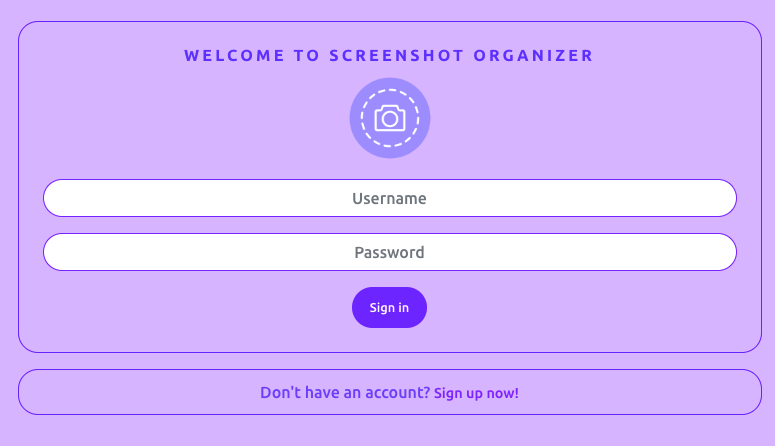 WELCOME TO SCREENSHOT ORGANIZER
Username
Password
Sign in
Don't have an account? Sign up now!